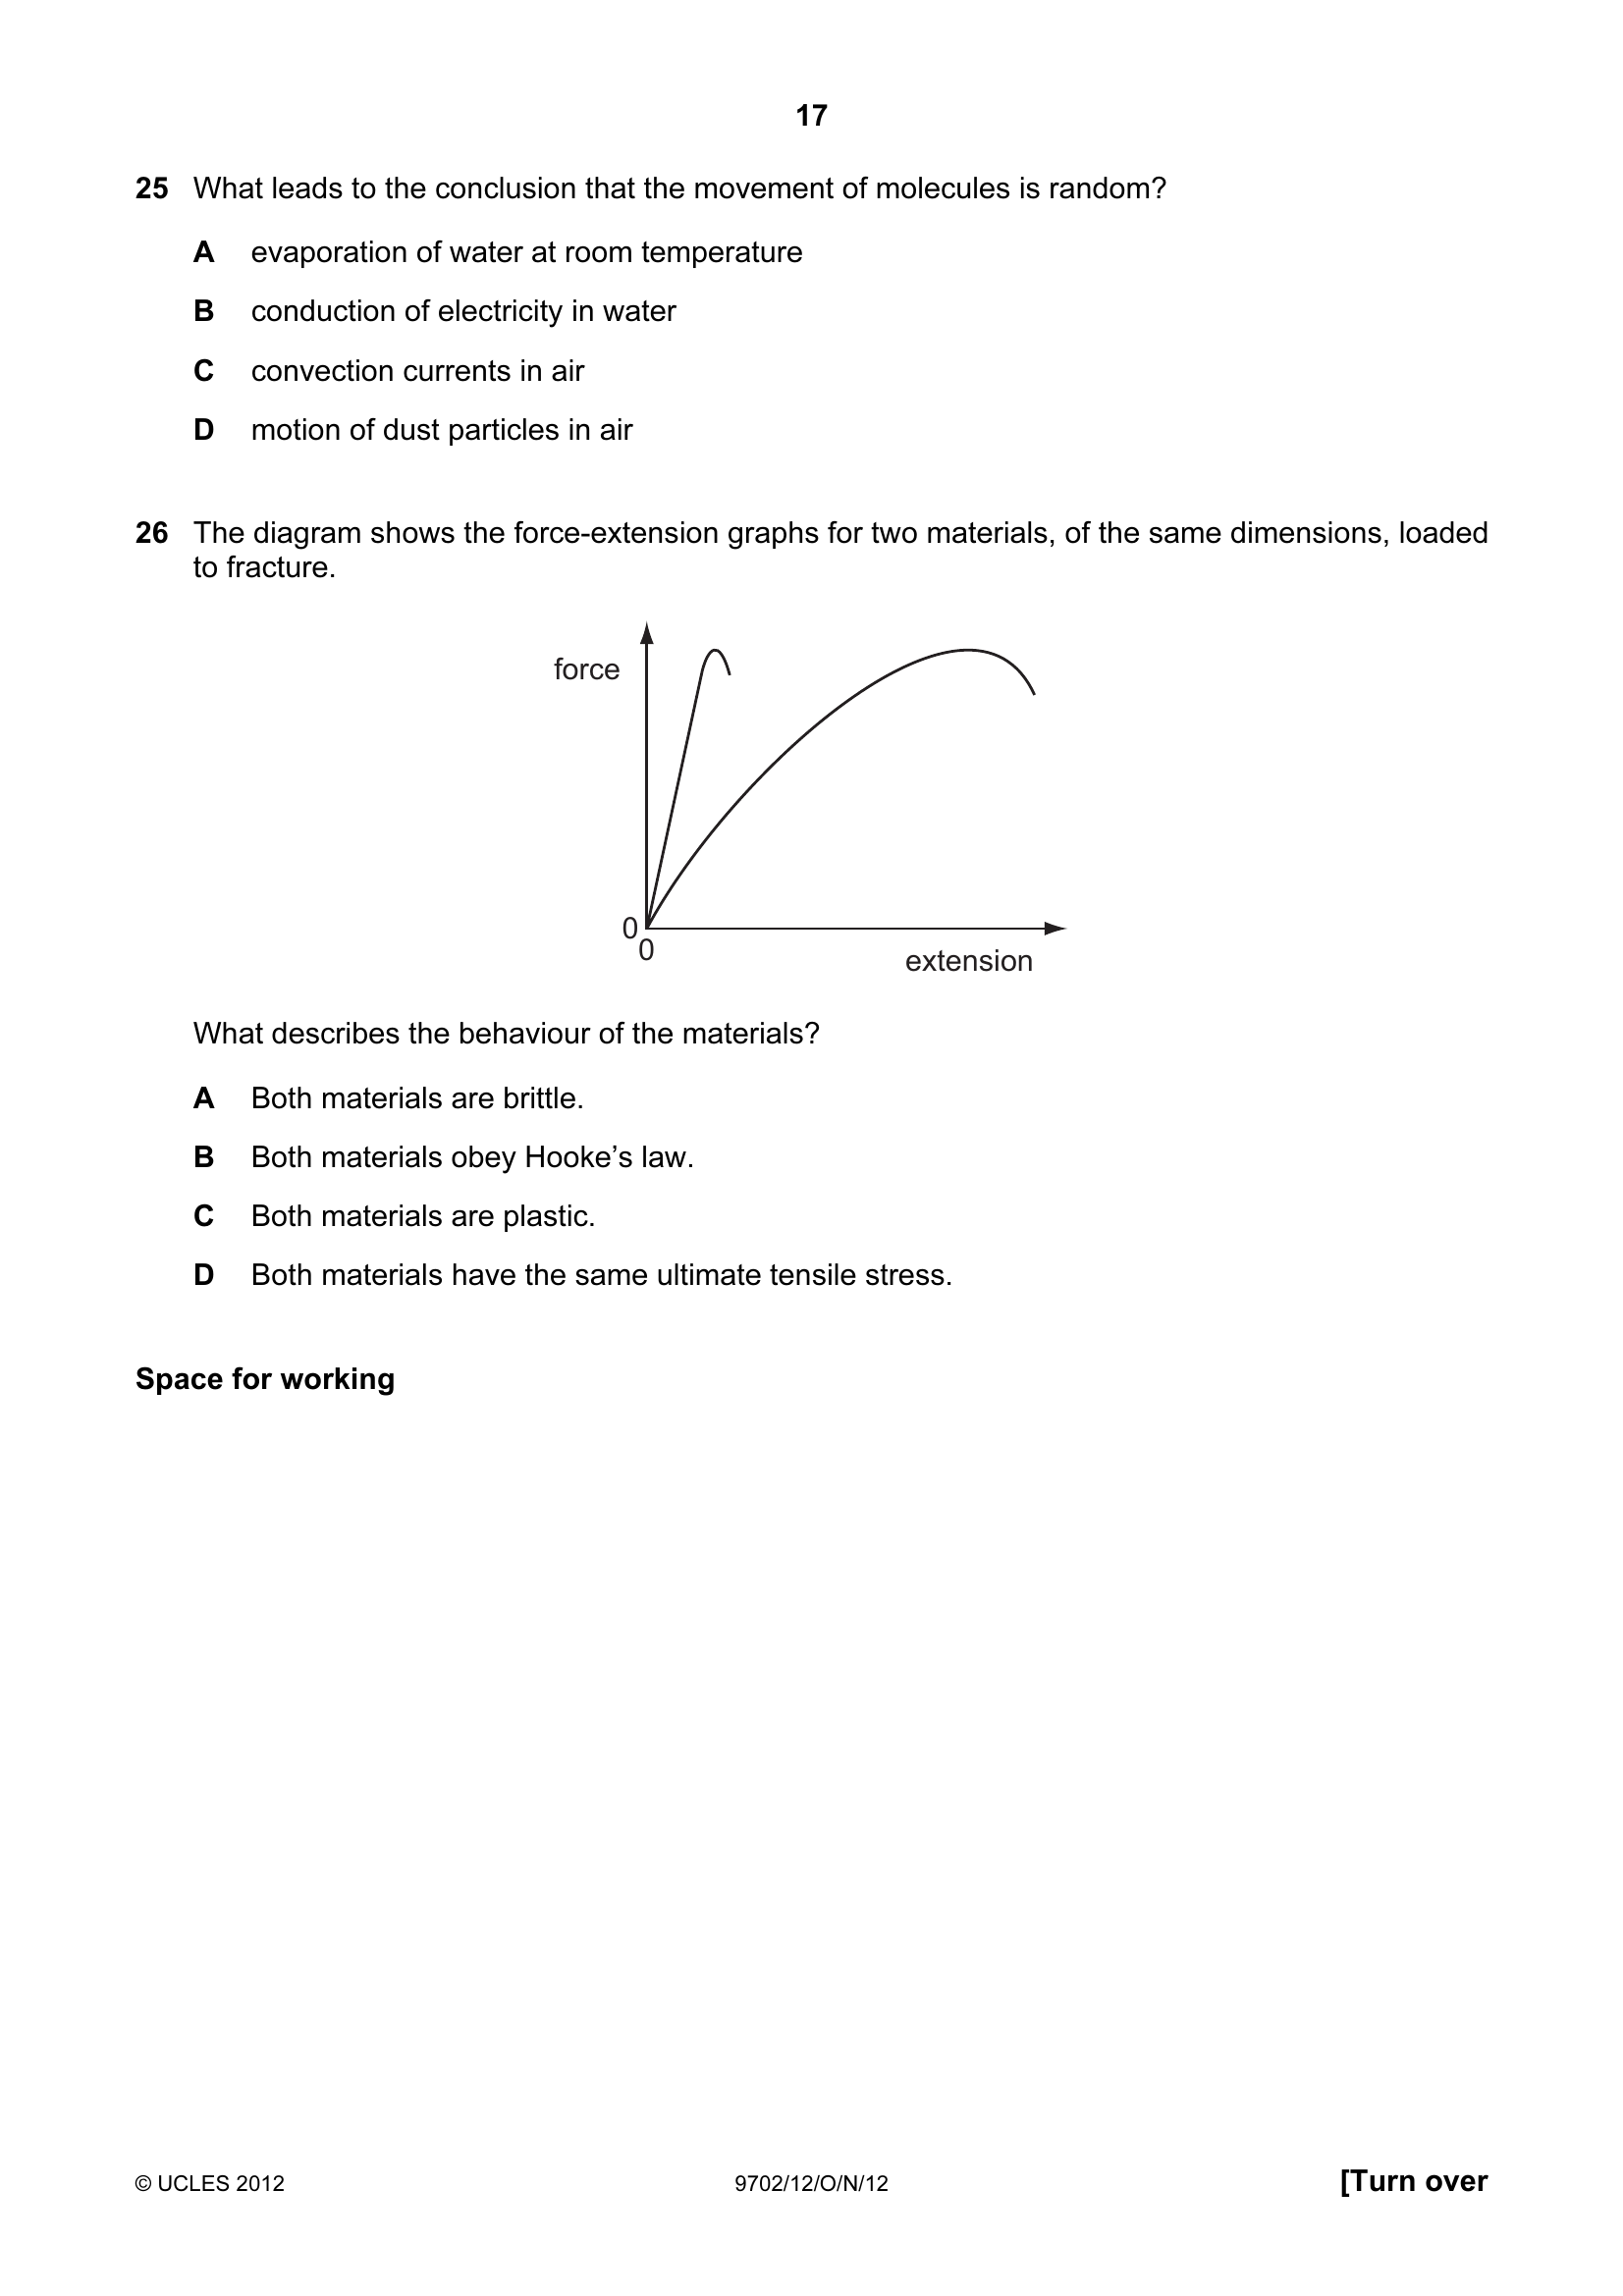 17
25 What leads to the conclusion that the movement of molecules is random?
A evaporation of water at room temperature
B conduction of electricity in water
C convection currents in air
D motion of dust particles in air
26 The diagram shows the force-extension graphs for two materials, of the same dimensions, loaded
to fracture.
force
0
0
extension
What describes the behaviour of the materials?
A Both materials are brittle.
B Both materials obey Hooke’s law.
C Both materials are plastic.
D Both materials have the same ultimate tensile stress.
Space for working
© UCLES 2012 9702/12/O/N/12 [Turn over